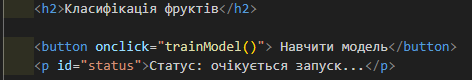 <h2>Класифікація фруктів</h2>
<button onclick="trainModel()"> Навчити модель</button>
<p id="status">Статус: очікується запуск...</p>